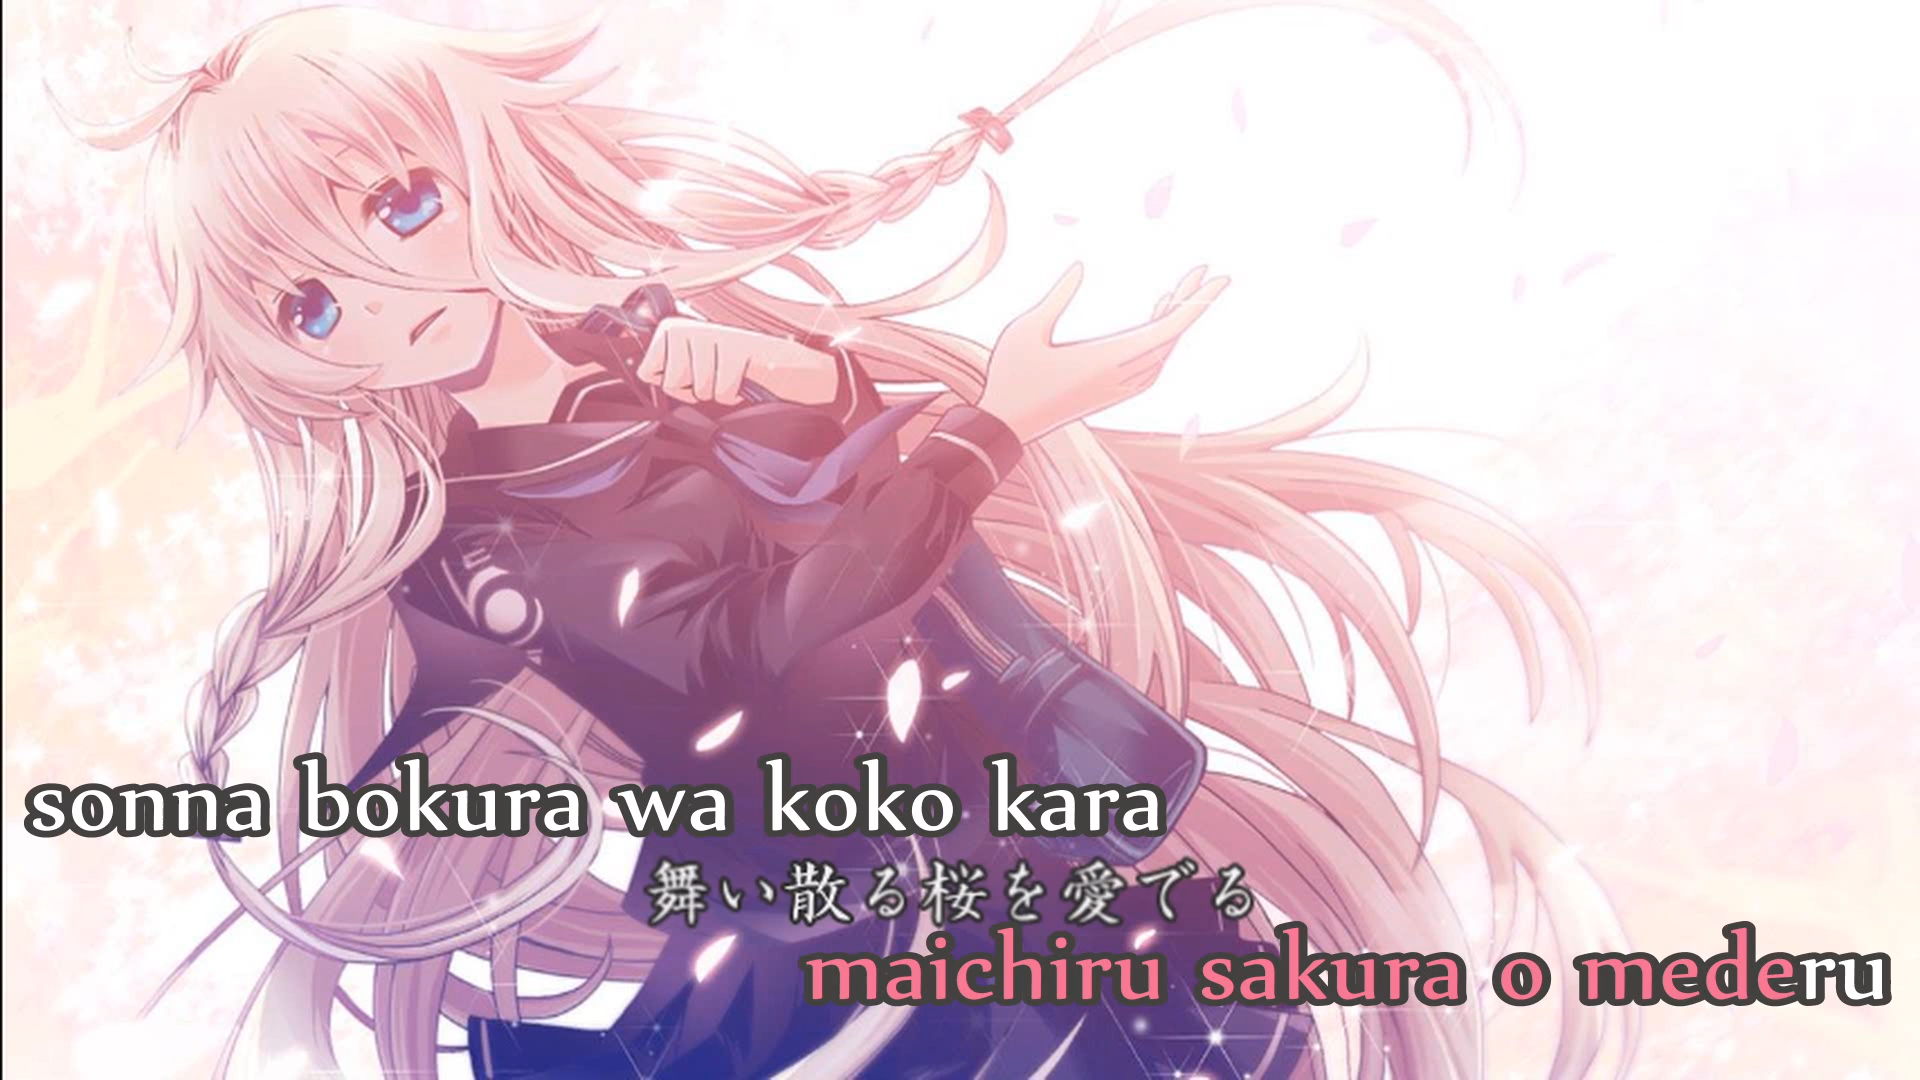 sonna bokura wa koko kara
舞い散る桜を愛でる
maichiru sakura o mederu